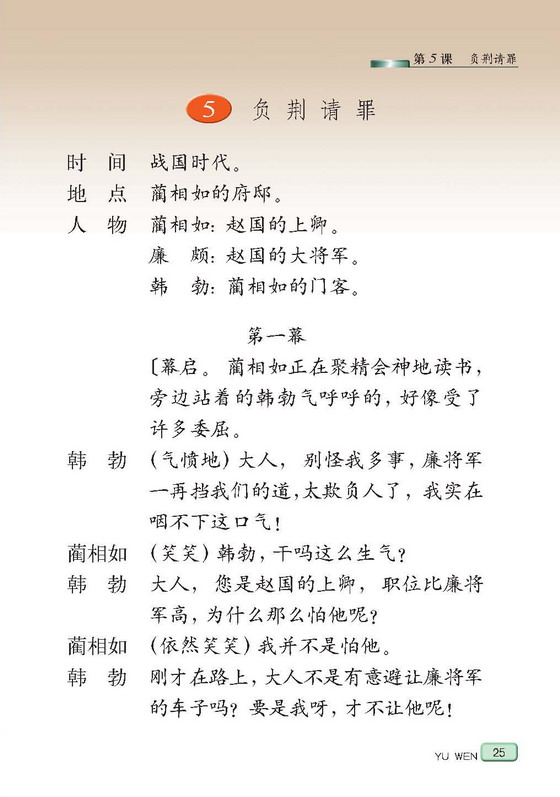 第5课 负荆请罪
5 负荆请罪
时 间 战国时代。
地 点 蔺相如的府邸。
人 物 蔺相如：赵国的上卿。
廉 颇：赵国的大将军。
韩 勃：蔺相如的门客。
第一幕
〔幕启。 蔺相如正在聚精会神地读书，
旁边站着的韩勃气呼呼的，好像受了
许多委屈。
韩 勃 （气愤地）大人， 别怪我多事，廉将军
一再挡我们的道，太欺负人了， 我实在
咽不下这口气！
蔺相如 （笑笑）韩勃，干吗这么生气？
韩 勃 大人， 您是赵国的上卿， 职位比廉将
军高，为什么那么怕他呢？
蔺相如 （依然笑笑）我并不是怕他。
韩 勃 刚才在路上，大人不是有意避让廉将军
的车子吗？ 要是我呀，才不让他呢！
YU WEN 25